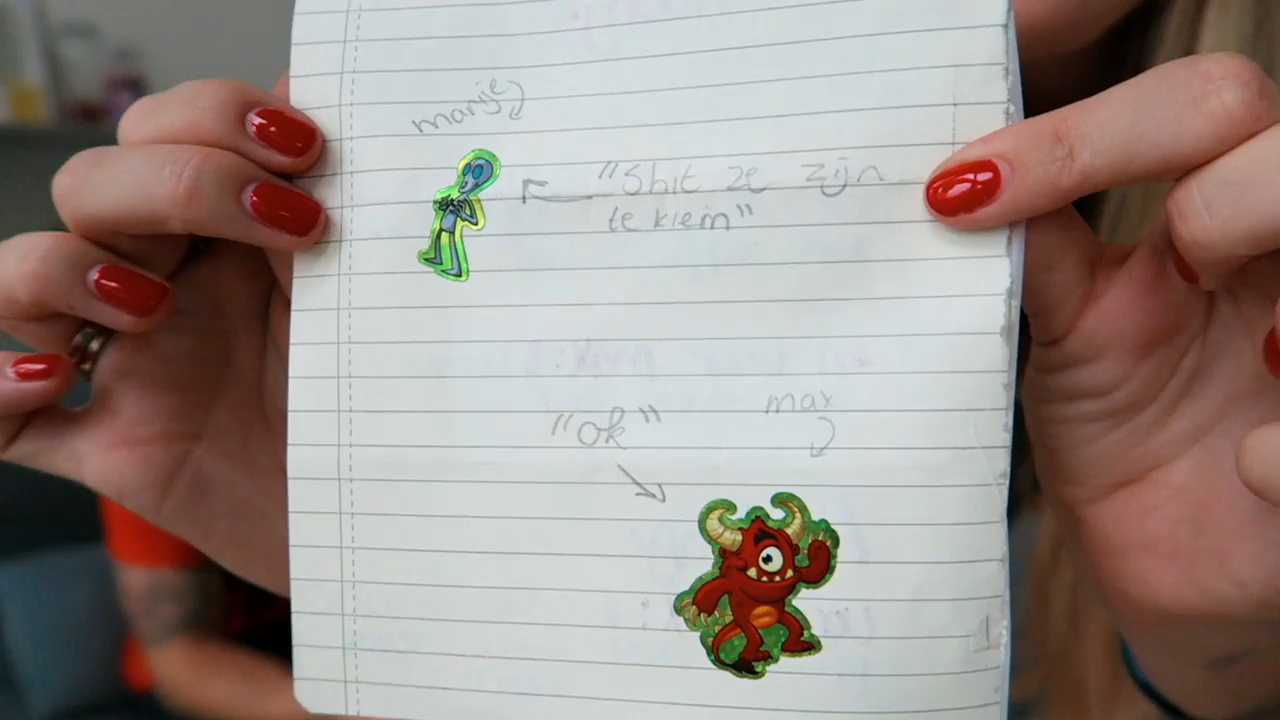 marije
"Shit ze zijn
te klein"
"ok"
max